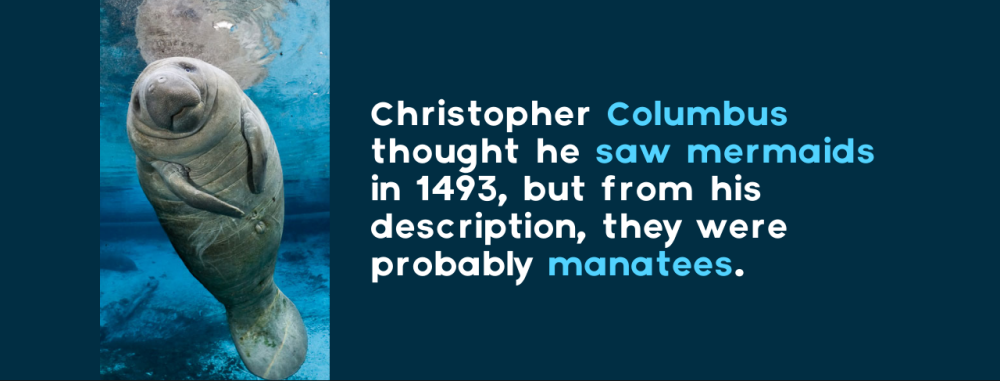 Christopher Columbus
thought he saw mermaids
in 1493, but from his
description, they were
probably manatees.